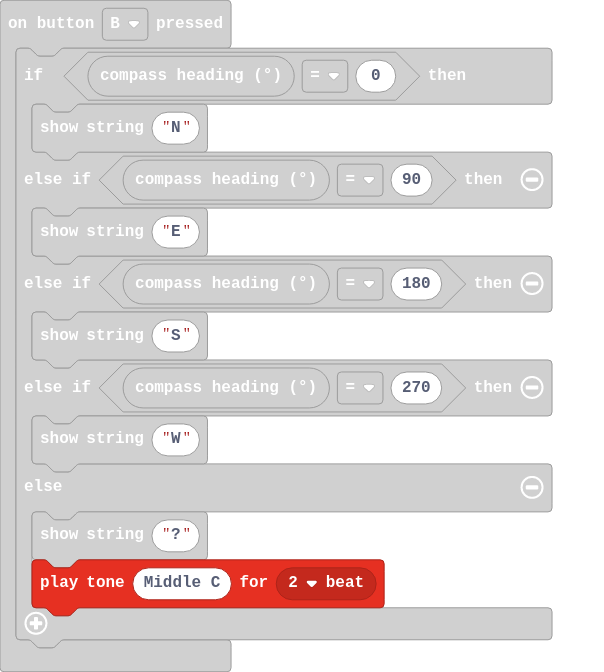 on button B pressed
if compass heading (°) = 0 then
show string "N"
else if compass heading (°) = 90 then
show string "E"
else if compass heading (°) = 180 then
show string "S"
else if compass heading (°) = 270 then
show string "W"
else
show string "?"
play tone Middle C for 2 beat